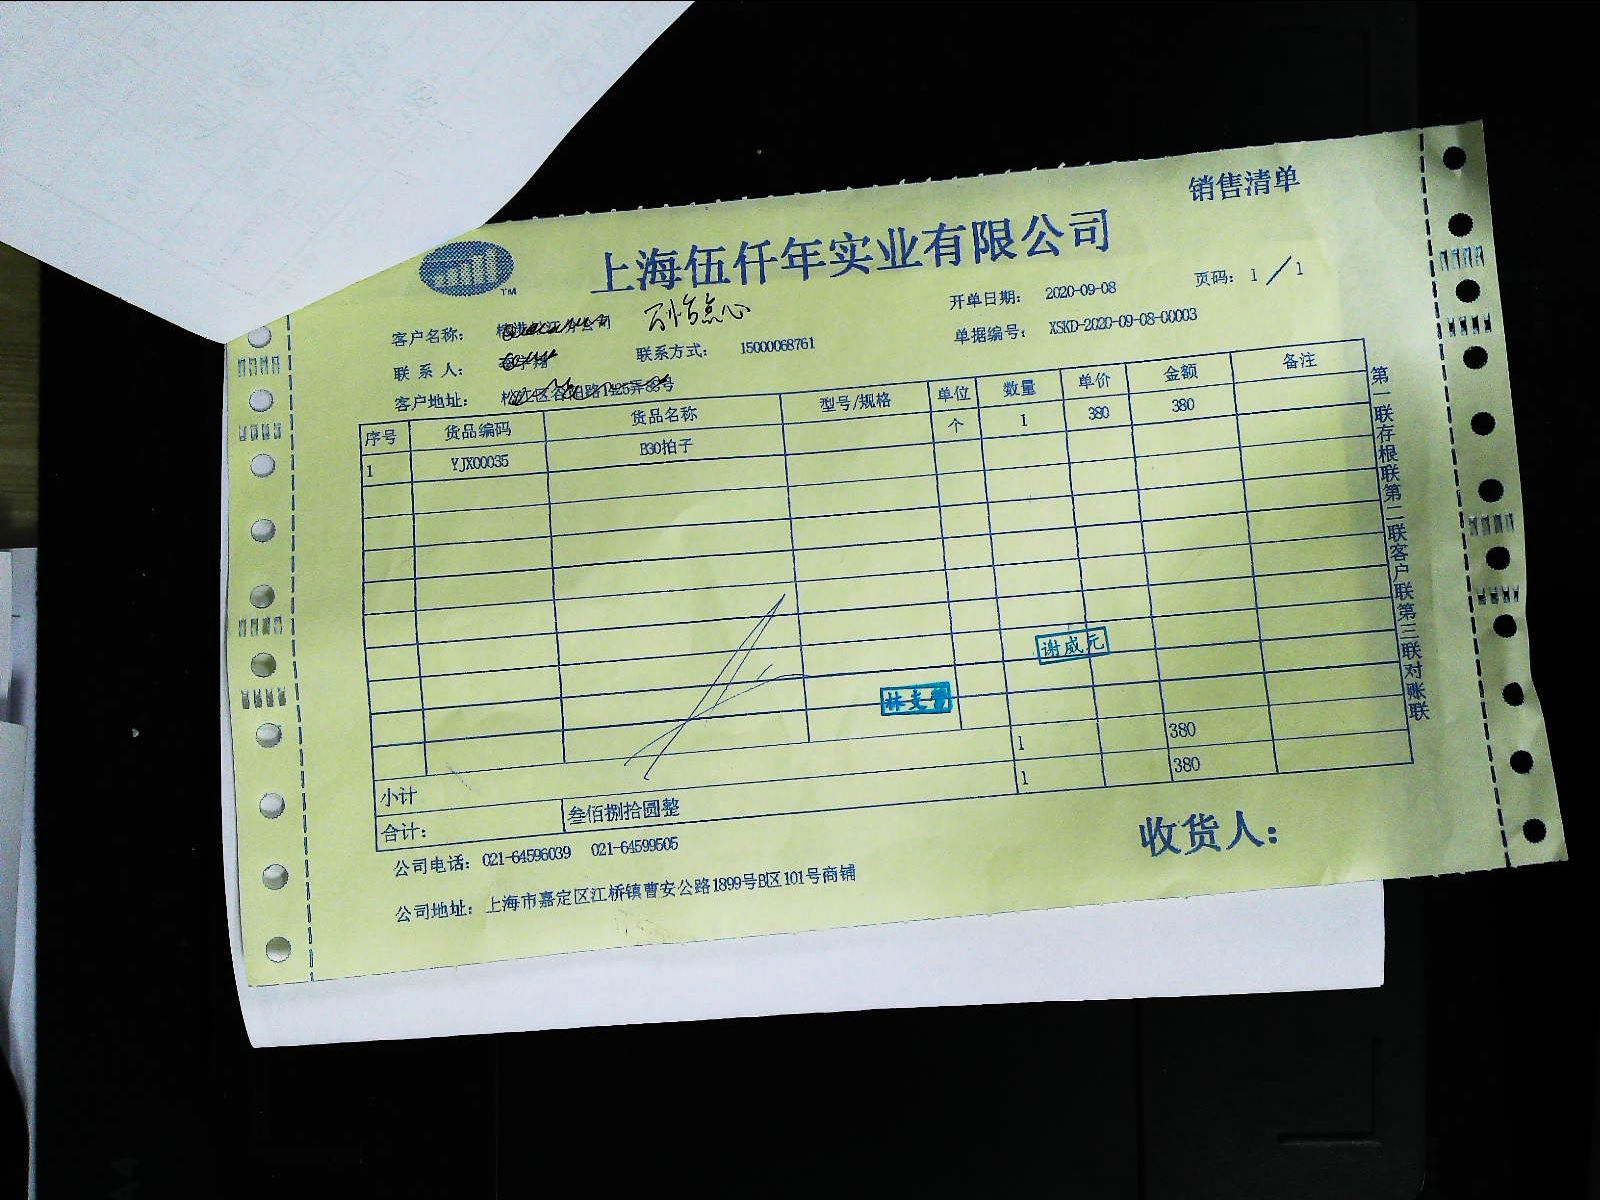 销售清单
上海伍仟年实业有限公司
TM
开单日期： 2020-09-08 页码： 1 / 1
客户名称： 点心
单据编号： XSKD-2020-09-08-00003
联 系 人： 联系方式： 15000068761
客户地址：
序号 货品编码 货品名称 型号/规格 单位 数量 单价 金额 备注
1 YJX00035 B30拍子 个 1 380 380
谢威元
小计 1 380
合计： 叁佰捌拾圆整 1 380
公司电话： 021-64596039 021-64599505
收货人：
公司地址： 上海市嘉定区江桥镇曹安公路1899号B区101号商铺
第一联存根联第二联客户联第三联对账联